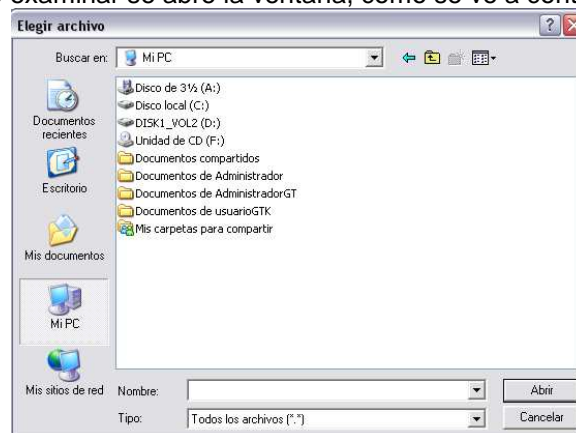 examinar se abre la ventana, como se ve a cont
Elegir archivo
Buscar en:
Mi PC
Documentos
recientes
Escritorio
Mis documentos
Mi PC
Mis sitios de red
Disco de 3½ (A:)
Disco local (C:)
DISK1_VOL2 (D:)
Unidad de CD (F:)
Documentos compartidos
Documentos de Administrador
Documentos de AdministradorGT
Documentos de usuarioGTK
Mis carpetas para compartir
Nombre:
Abrir
Tipo:
Todos los archivos (*.*)
Cancelar